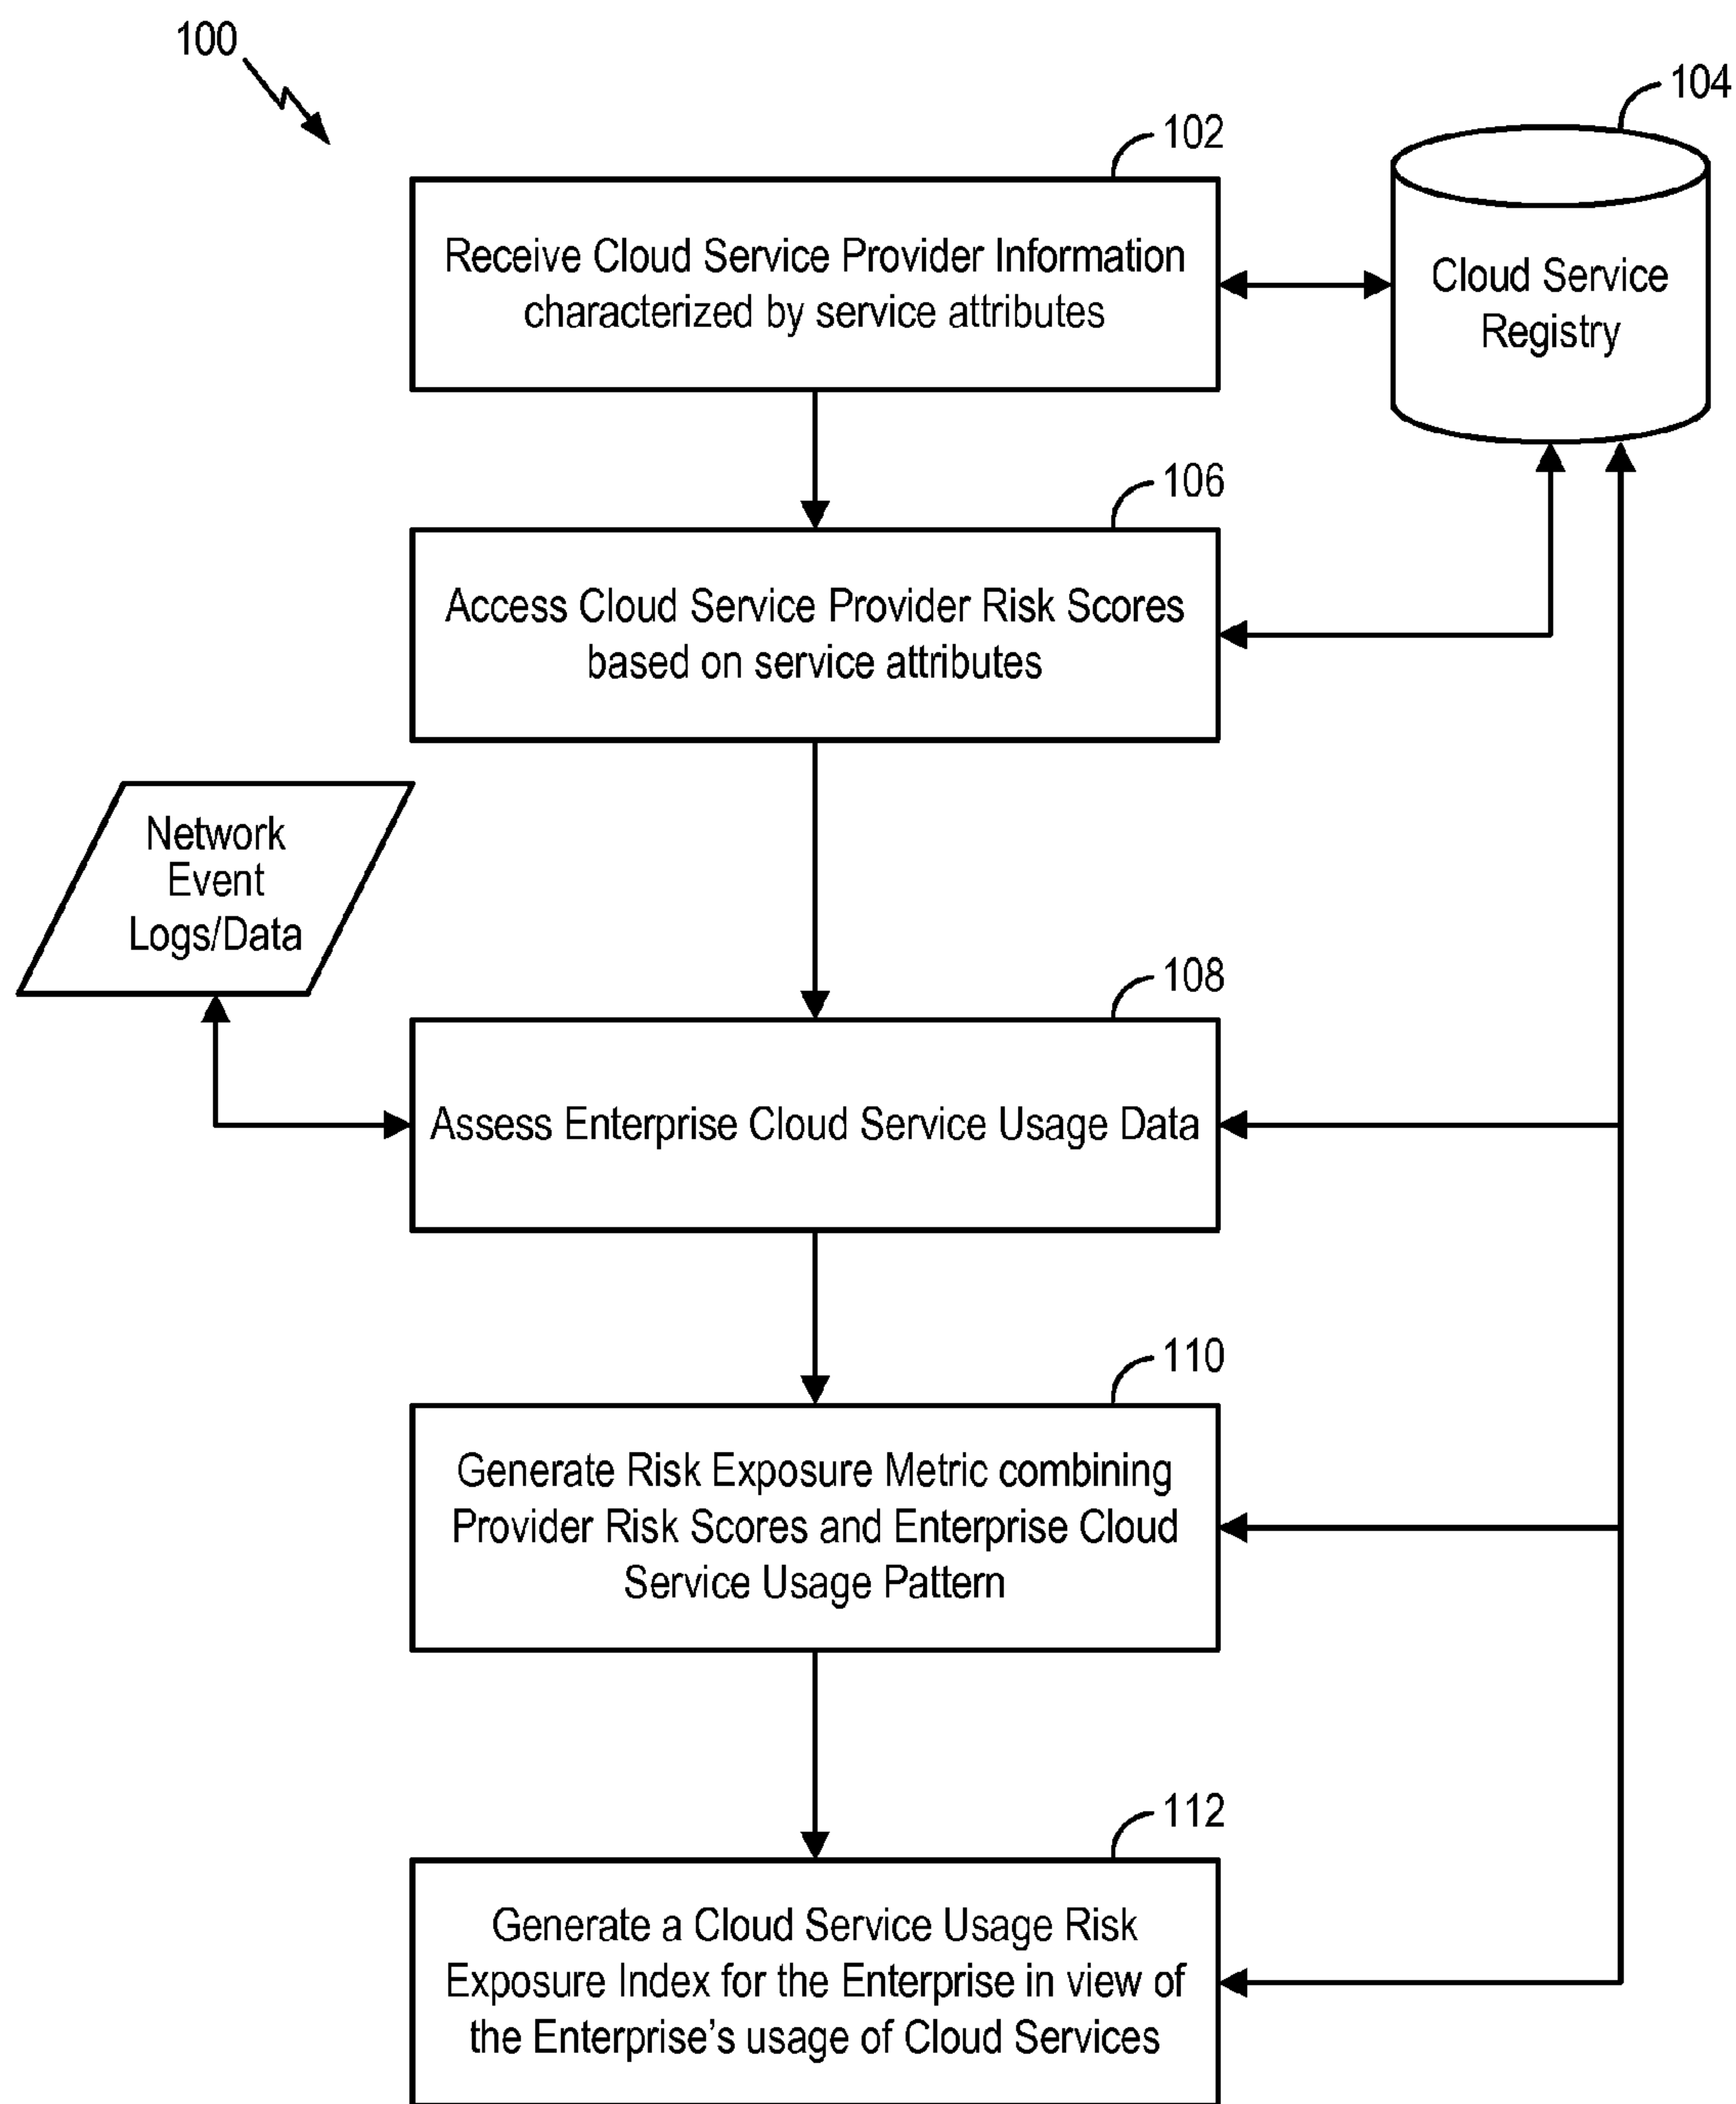 100
104
102
Receive Cloud Service Provider Information
characterized by service attributes
Cloud Service
Registry
106
Access Cloud Service Provider Risk Scores
based on service attributes
Network
Event
Logs/Data
108
Assess Enterprise Cloud Service Usage Data
110
Generate Risk Exposure Metric combining
Provider Risk Scores and Enterprise Cloud
Service Usage Pattern
112
Generate a Cloud Service Usage Risk
Exposure Index for the Enterprise in view of
the Enterprise's usage of Cloud Services